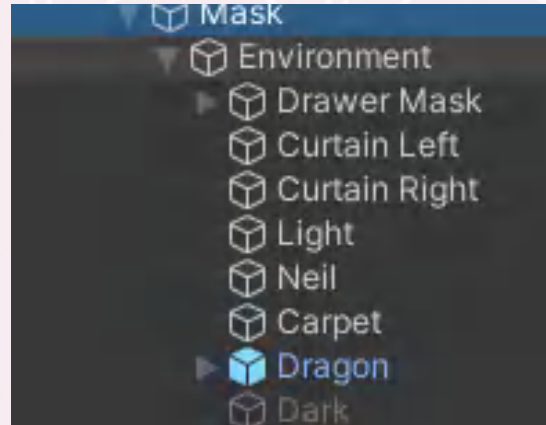 Mask
Environment
Drawer Mask
Curtain Left
Curtain Right
Light
Neil
Carpet
Dragon
Dark